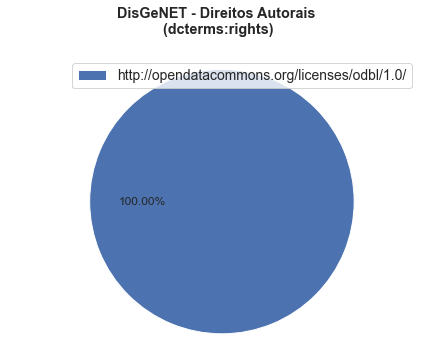 DisGeNET - Direitos Autorais
(dcterms:rights)
http://opendatacommons.org/licenses/odbl/1.0/
100.00%